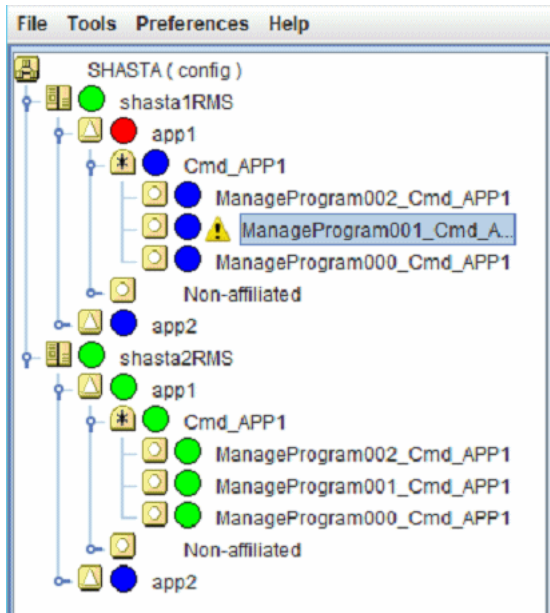 File Tools Preferences Help
SHASTA ( config )
shasta1RMS
app1
Cmd_APP1
ManageProgram002_Cmd_APP1
ManageProgram001_Cmd_A...
ManageProgram000_Cmd_APP1
Non-affiliated
app2
shasta2RMS
app1
Cmd_APP1
ManageProgram002_Cmd_APP1
ManageProgram001_Cmd_APP1
ManageProgram000_Cmd_APP1
Non-affiliated
app2